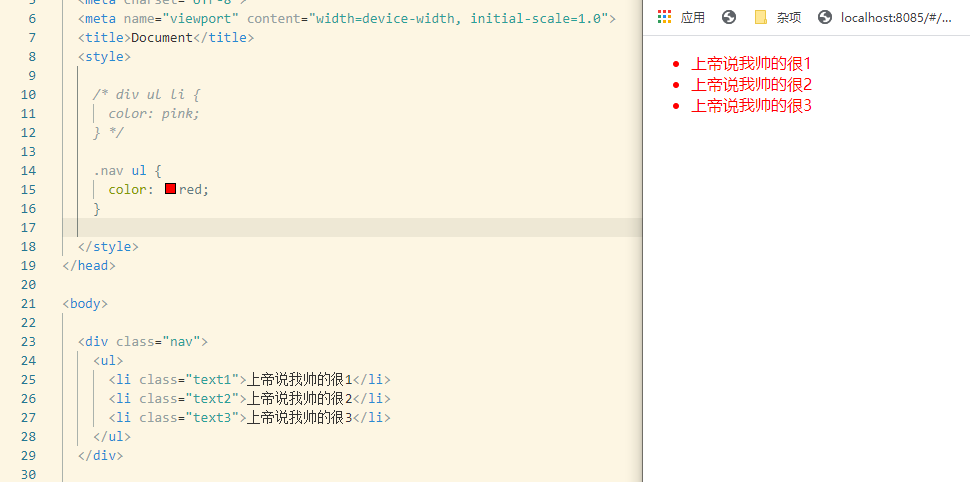 <meta charset="UTF-8">
6 <meta name="viewport" content="width=device-width, initial-scale=1.0">
7 <title>Document</title>
8 <style>
9
10 /* div ul li {
11 color: pink;
12 } */
13
14 .nav ul {
15 color: red;
16 }
17
18 </style>
19 </head>
20
21 <body>
22
23 <div class="nav">
24 <ul>
25 <li class="text1">上帝说我帅的很1</li>
26 <li class="text2">上帝说我帅的很2</li>
27 <li class="text3">上帝说我帅的很3</li>
28 </ul>
29 </div>
30
应用 杂项 localhost:8085/#/...
上帝说我帅的很1
上帝说我帅的很2
上帝说我帅的很3